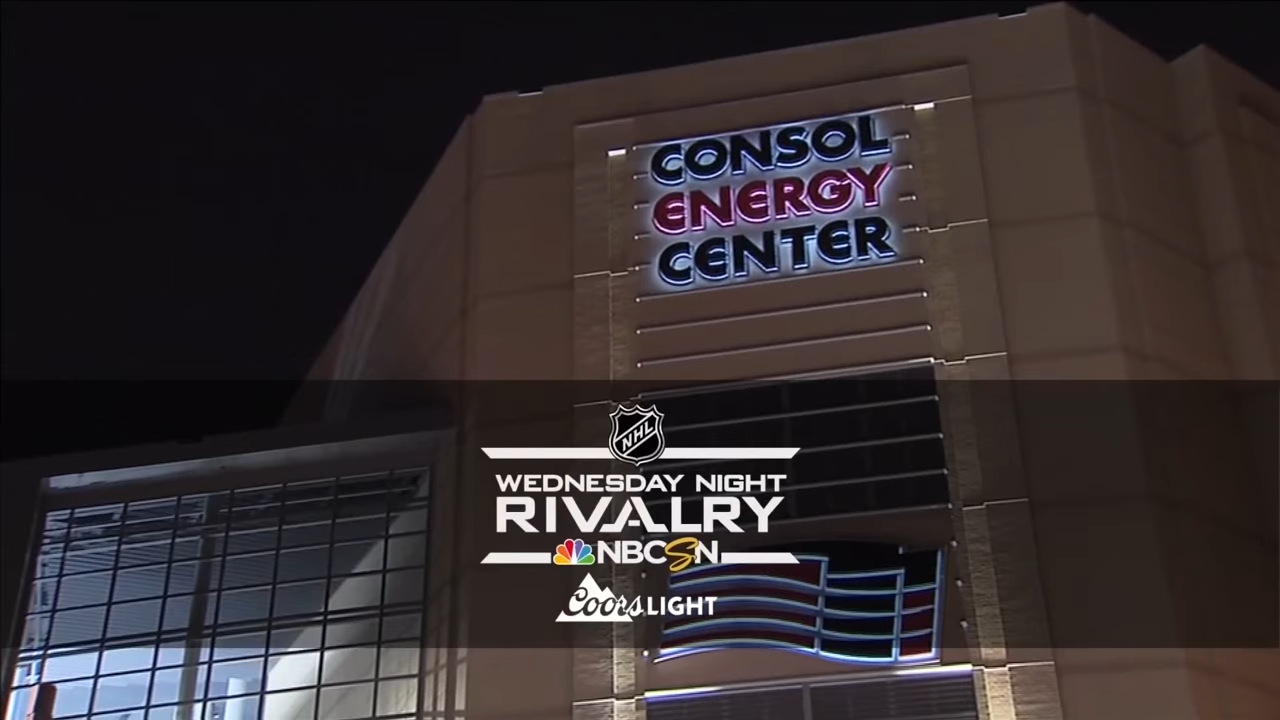 CONSOL
ENERGY
CENTER
NHL
WEDNESDAY NIGHT
RIVALRY
NBCSN
Coors LIGHT